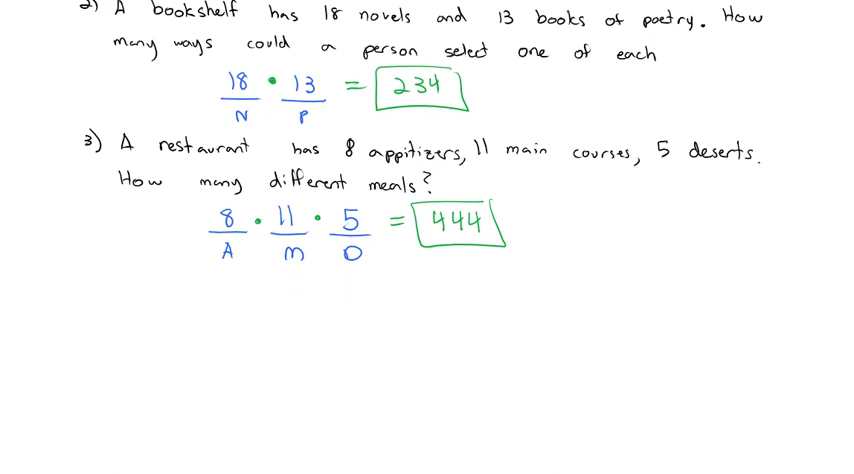 2) A bookshelf has 18 novels and 13 books of poetry. How
many ways could a person select one of each
18 • 13 = 234
N P
3) A restaurant has 8 appitizers, 11 main courses, 5 deserts.
How many different meals?
8 • 11 • 5 = 444
A M D